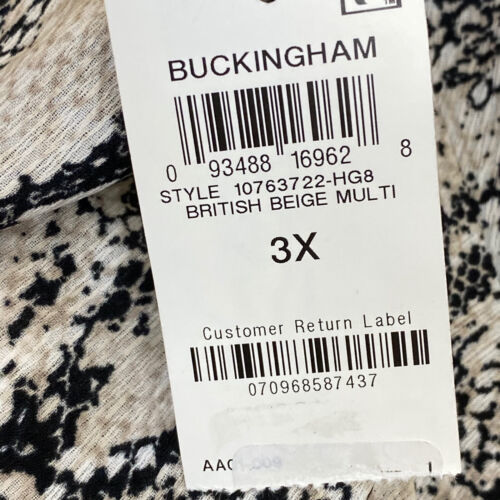 BUCKINGHAM
0 93488 16962 8
STYLE 10763722-HG8
BRITISH BEIGE MULTI
3X
Customer Return Label
070968587437